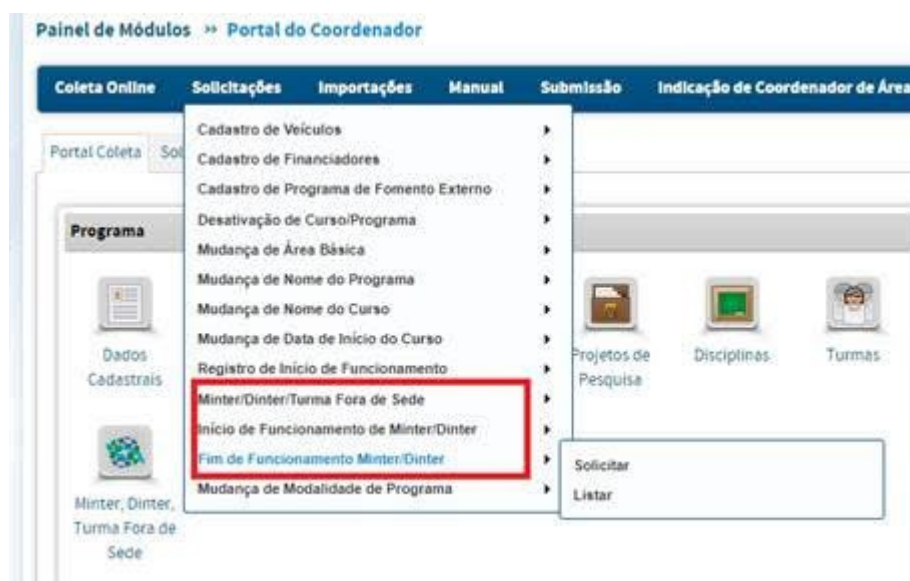 Painel de Módulos » Portal do Coordenador
Coleta Online Solicitações Importações Manual Submissão Indicação de Coordenador de Área
Portal Coleta Sol
Cadastro de Veículos
Cadastro de Financiadores
Cadastro de Programa de Fomento Externo
Desativação de Curso/Programa
Mudança de Área Básica
Mudança de Nome do Programa
Mudança de Nome do Curso
Mudança de Data de Início do Curso
Registro de Início de Funcionamento
Minter/Dinter/Turma Fora de Sede
Início de Funcionamento de Minter/Dinter
Fim de Funcionamento Minter/Dinter
Mudança de Modalidade de Programa
Solicitar
Listar
Programa
Dados
Cadastrais
Projetos de
Pesquisa
Disciplinas
Turmas
Minter, Dinter,
Turma Fora de
Sede